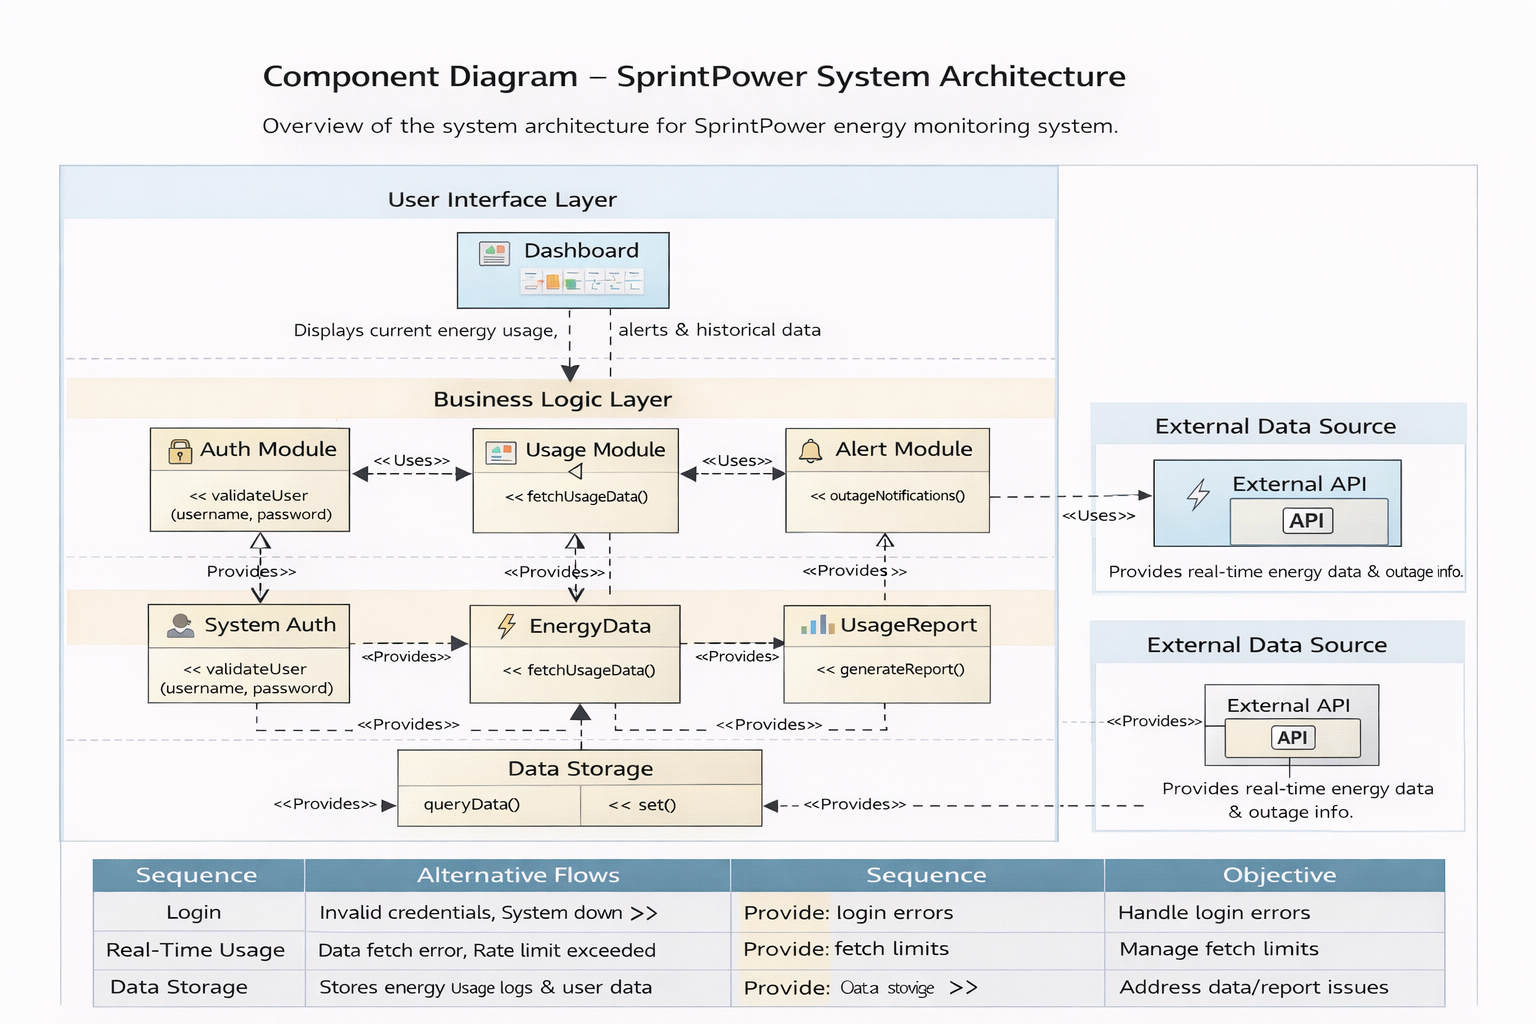 Component Diagram – SprintPower System Architecture
Overview of the system architecture for SprintPower energy monitoring system.
User Interface Layer
Dashboard
Displays current energy usage, alerts & historical data
Business Logic Layer
Auth Module
<< validateUser
(username, password)
<< Uses>>
Usage Module
<< fetchUsageData()
<<Uses>>
Alert Module
<< outageNotifications()
<<Uses>>
External Data Source
External API
API
Provides real-time energy data & outage info.
Provides>>
<<Provides>>
<<Provides>>
System Auth
<< validateUser
(username, password)
<<Provides>>
EnergyData
<< fetchUsageData()
<<Provides>
UsageReport
<< generateReport()
<<Provides>>
<<Provides>>
External Data Source
<<Provides>>
External API
API
Provides real-time energy data
& outage info.
Data Storage
<<Provides>>
queryData()
<< set()
<<Provides>>
Sequence Alternative Flows Sequence Objective
Login Invalid credentials, System down >> Provide: login errors Handle login errors
Real-Time Usage Data fetch error, Rate limit exceeded Provide: fetch limits Manage fetch limits
Data Storage Stores energy Usage logs & user data Provide: Oata stovige >> Address data/report issues